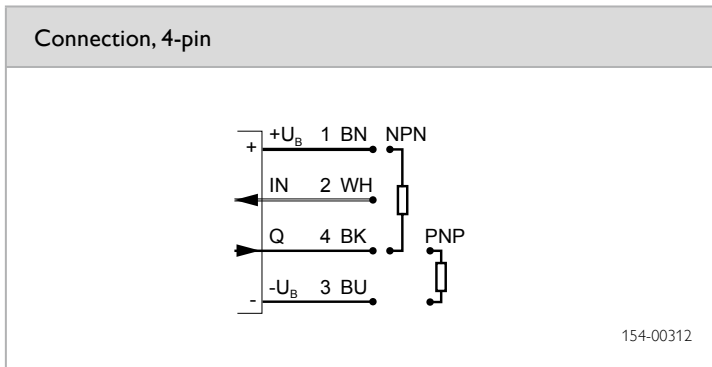 Connection, 4-pin
+U_B 1 BN NPN
+
IN 2 WH
Q 4 BK PNP
-U_B 3 BU
-
154-00312